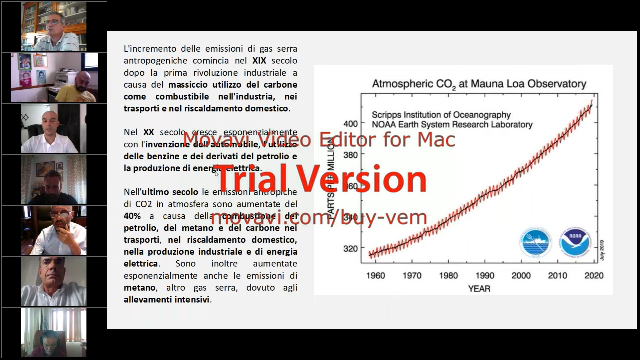 L'incremento delle emissioni di gas serra
antropogeniche comincia nel XIX secolo
dopo la prima rivoluzione industriale a
causa del massiccio utilizzo del carbone
come combustibile nell'industria, nei
trasporti e nel riscaldamento domestico.
Nel XX secolo cresce esponenzialmente
con l'invenzione dell'automobile, l'utilizzo
delle benzine e dei derivati del petrolio e
la produzione di energia elettrica.
Nell'ultimo secolo le emissioni antropiche
di CO2 in atmosfera sono aumentate del
40% a causa della combustione del
petrolio, del metano e del carbone nei
trasporti, nel riscaldamento domestico,
nella produzione industriale e di energia
elettrica. Sono inoltre aumentate
esponenzialmente anche le emissioni di
metano, altro gas serra, dovuto agli
allevamenti intensivi.
Movavi Video Editor for Mac
Trial Version
movavi.com/buy-vem
Atmospheric CO2 at Mauna Loa Observatory
Scripps Institution of Oceanography
NOAA Earth System Research Laboratory
PARTS PER MILLION
400
380
360
340
320
1960 1970 1980 1990 2000 2010 2020
YEAR
July 2019